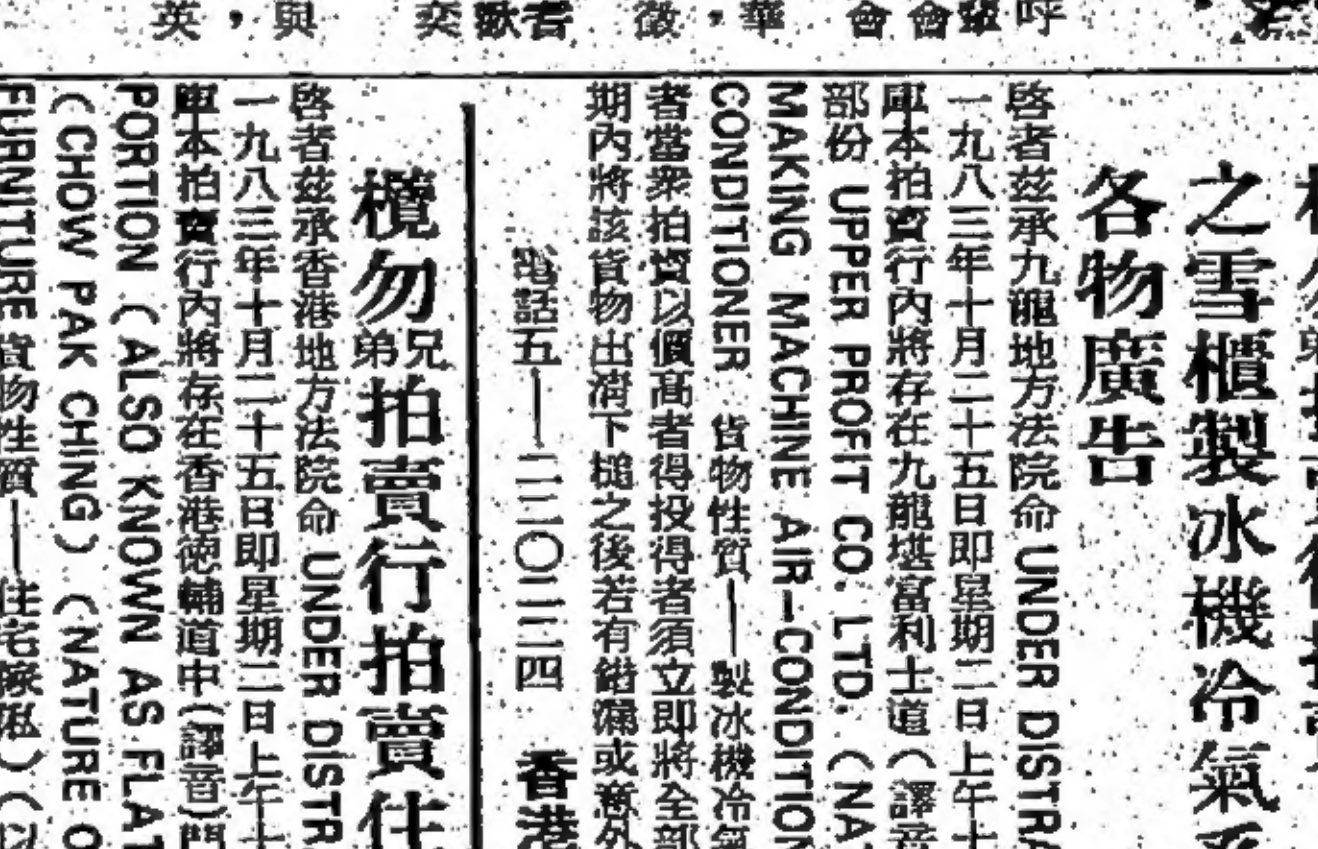 呼
會
會
華，
徵
者
獻
奕
與，
英
之雪櫃製冰機冷氣系
各物廣告
啓者茲承九龍地方法院命 UNDER DISTRA
一九八三年十月二十五日即星期二日上午十
庫本拍賣行內將存在九龍堪富利士道（譯音
部份 UPPER PROFIT CO. LTD. (NA
MAKING MACHINE AIR-CONDITION
CONDITIONER 貨物性質—製冰機冷氣
者當衆拍賣以價高者得投得者須立即將全部
期內將該貨物出清下槌之後若有錯漏或意外
電話五—二二〇二二四 香港
欖勿兄弟拍賣行拍賣住
啓者茲承香港地方法院命 UNDER DISTR
一九八三年十月二十五日即星期二日上午十
庫本拍賣行內將存在香港德輔道中(譯音)門
PORTION (ALSO KNOWN AS FLAT
(CHOW PAK CHING) (NATURE O
FURNITURE 貨物性質—住宅傢俬)(以